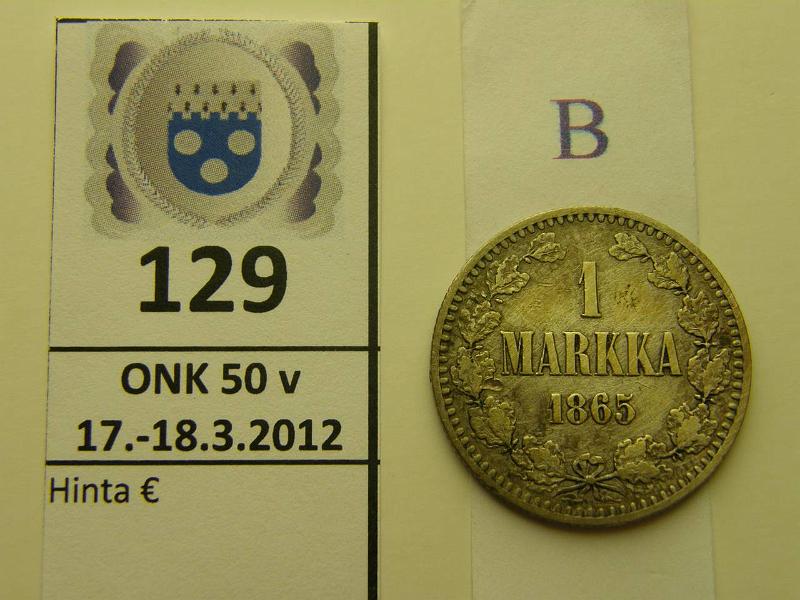 129
ONK 50 v
17.-18.3.2012
Hinta €
B
1
MARKKA
1865